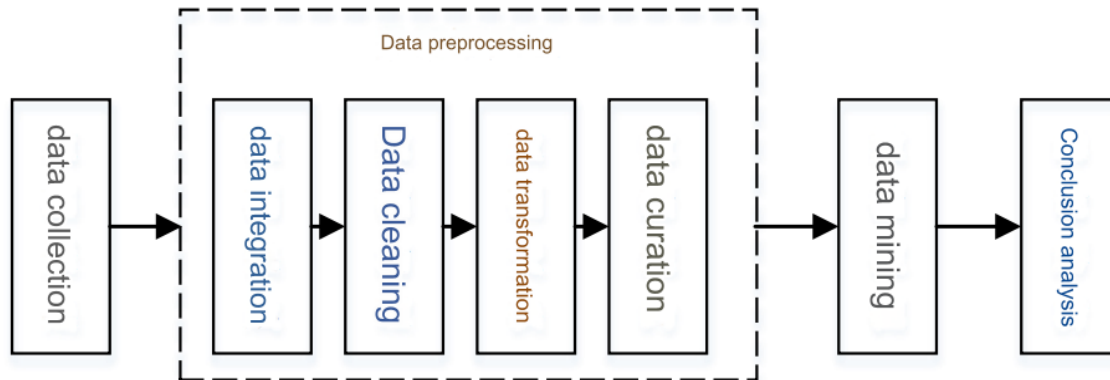 Data preprocessing
data collection
data integration
Data cleaning
data transformation
data curation
data mining
Conclusion analysis